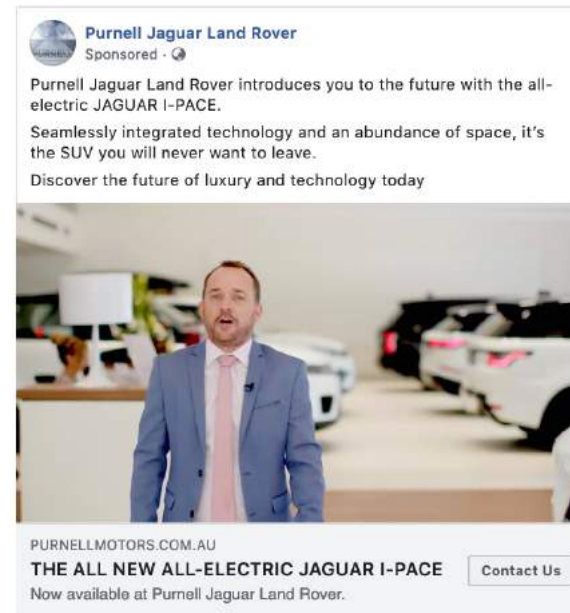 Purnell Jaguar Land Rover
Sponsored ·
PURNELL
Purnell Jaguar Land Rover introduces you to the future with the all-
electric JAGUAR I-PACE.
Seamlessly integrated technology and an abundance of space, it's
the SUV you will never want to leave.
Discover the future of luxury and technology today
PURNELLMOTORS.COM.AU
THE ALL NEW ALL-ELECTRIC JAGUAR I-PACE
Contact Us
Now available at Purnell Jaguar Land Rover.